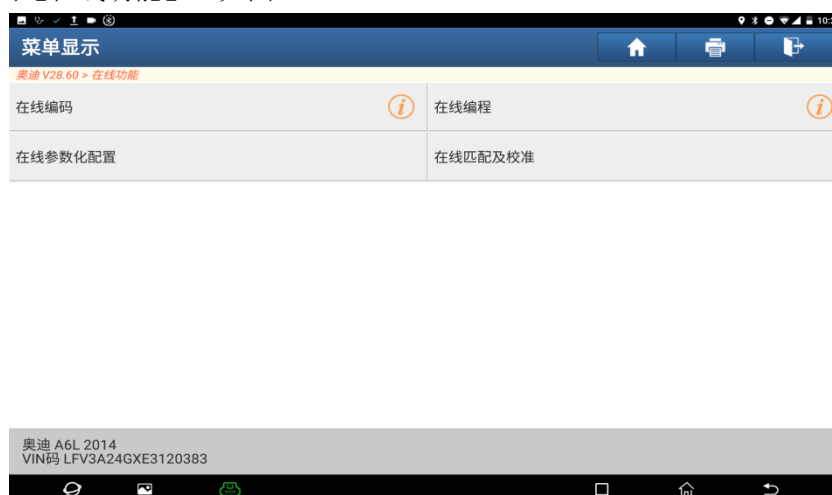 10:
菜单显示
奥迪 V28.60 > 在线功能
在线编码
在线编程
在线参数化配置
在线匹配及校准
奥迪 A6L 2014
VIN码 LFV3A24GXE3120383